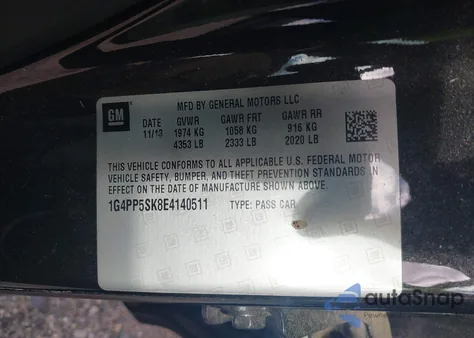 GM
MFD BY GENERAL MOTORS LLC
DATE GVWR GAWR FRT GAWR RR
11/13 1974 KG 1058 KG 916 KG
4353 LB 2333 LB 2020 LB
THIS VEHICLE CONFORMS TO ALL APPLICABLE U.S. FEDERAL MOTOR
VEHICLE SAFETY, BUMPER, AND THEFT PREVENTION STANDARDS IN
EFFECT ON THE DATE OF MANUFACTURE SHOWN ABOVE.
1G4PP5SK8E4140511 TYPE: PASS CAR
autoSnap